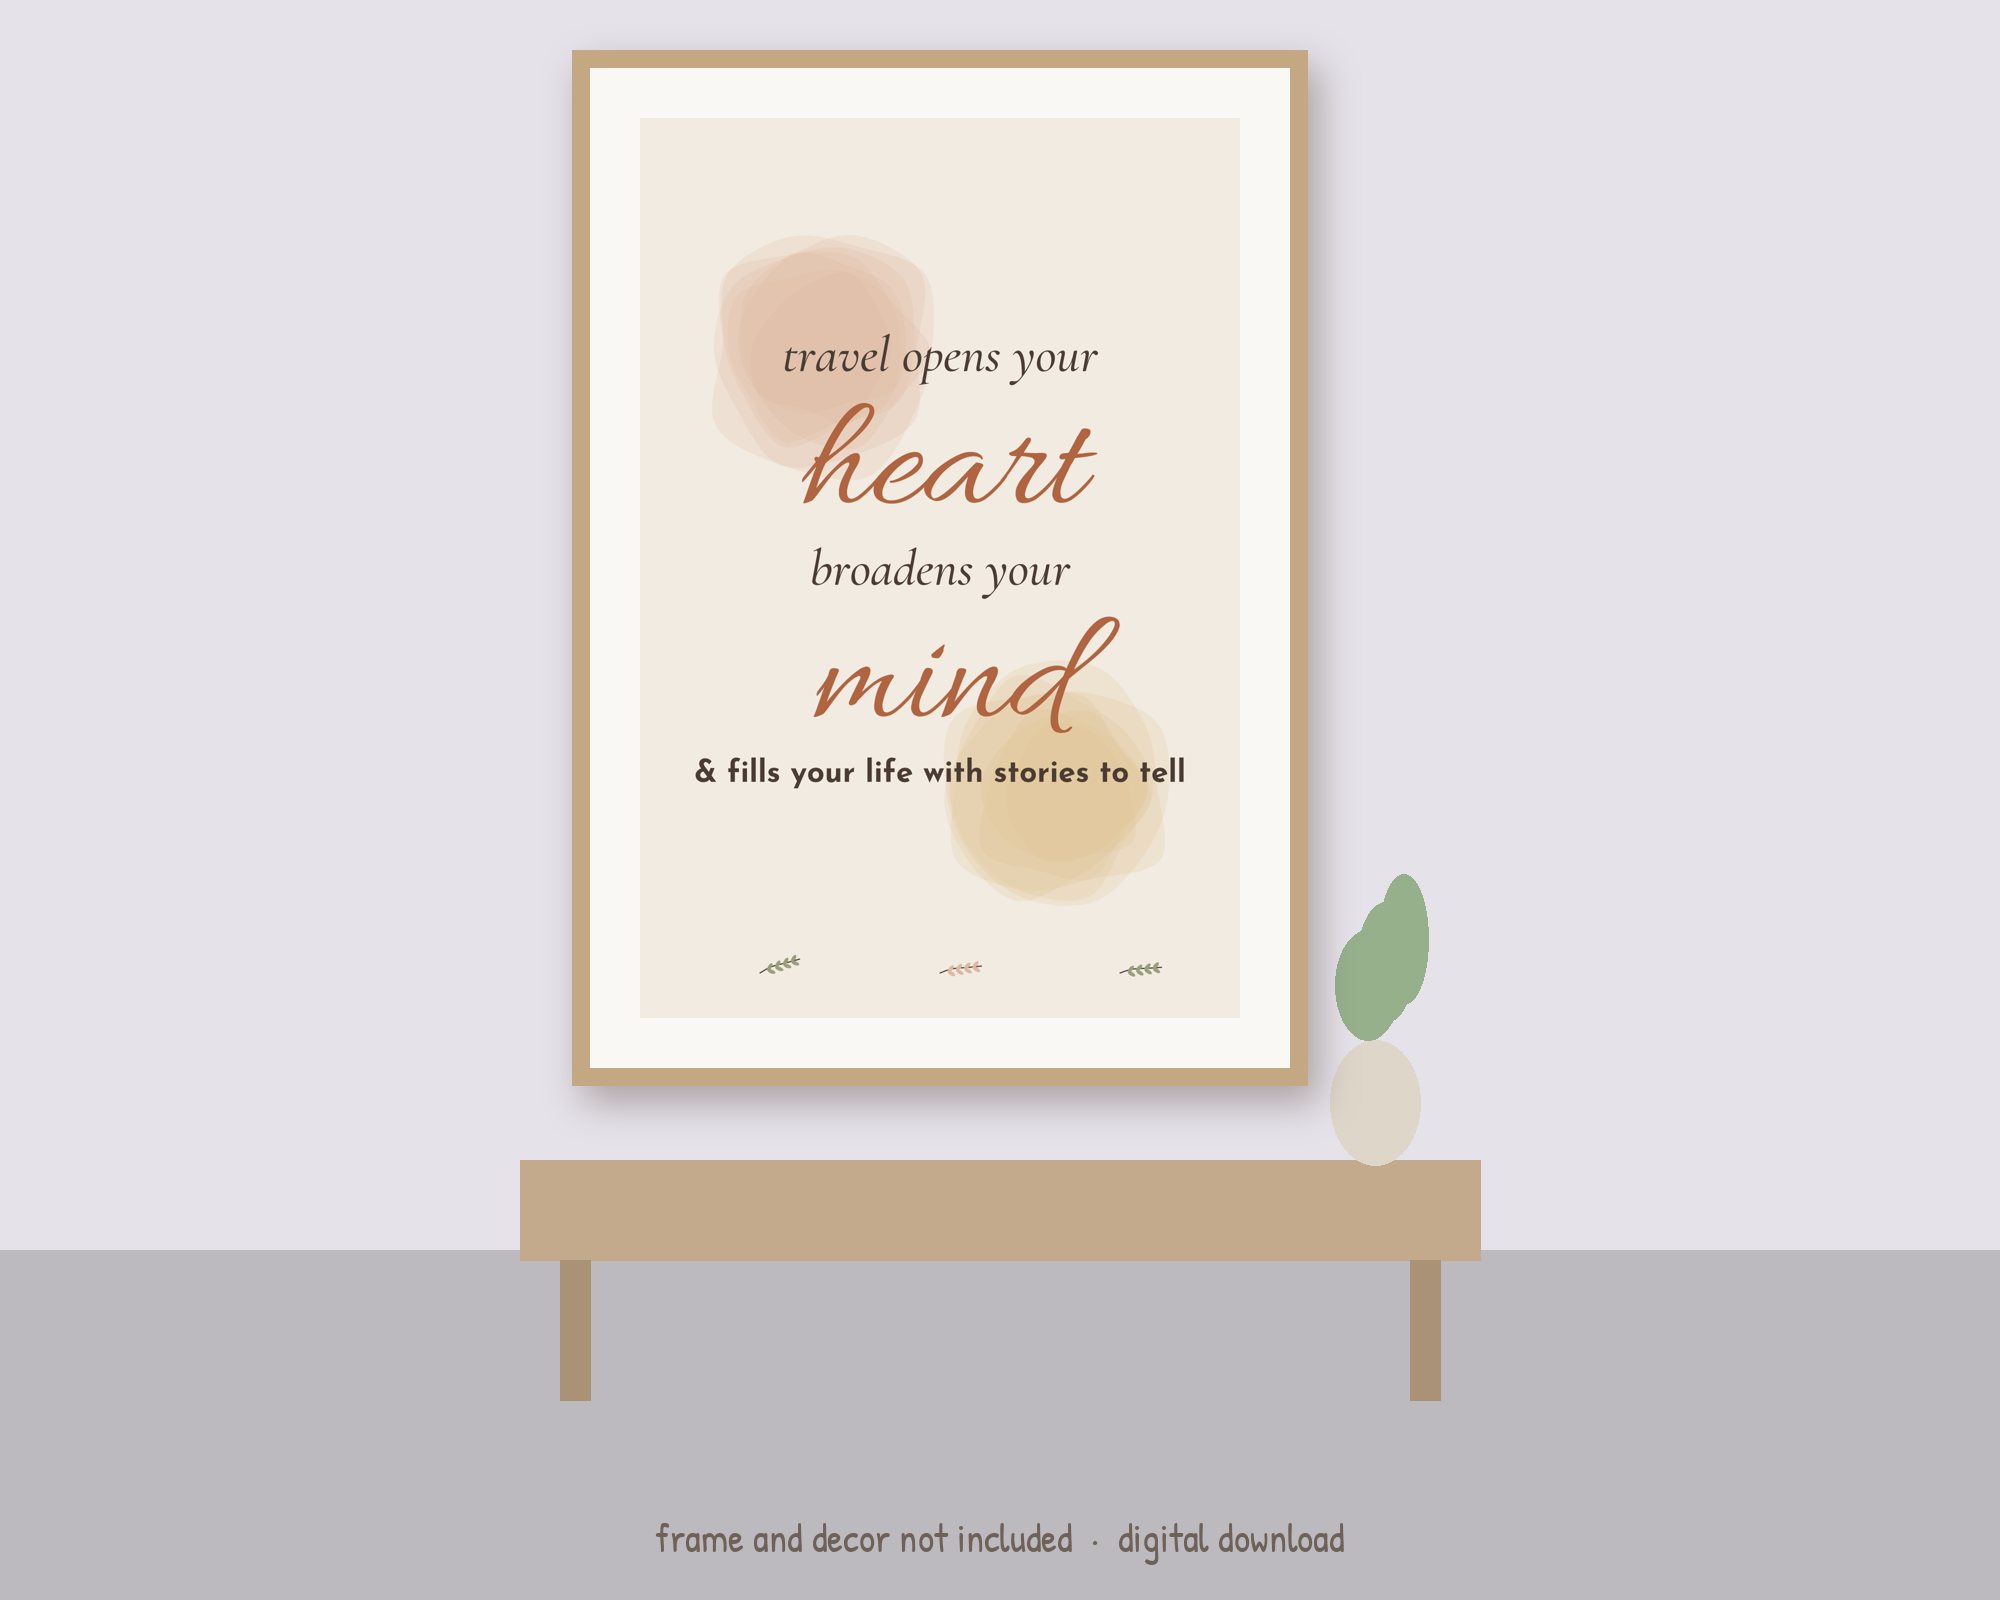 travel opens your
heart
broadens your
mind
& fills your life with stories to tell
frame and decor not included · digital download